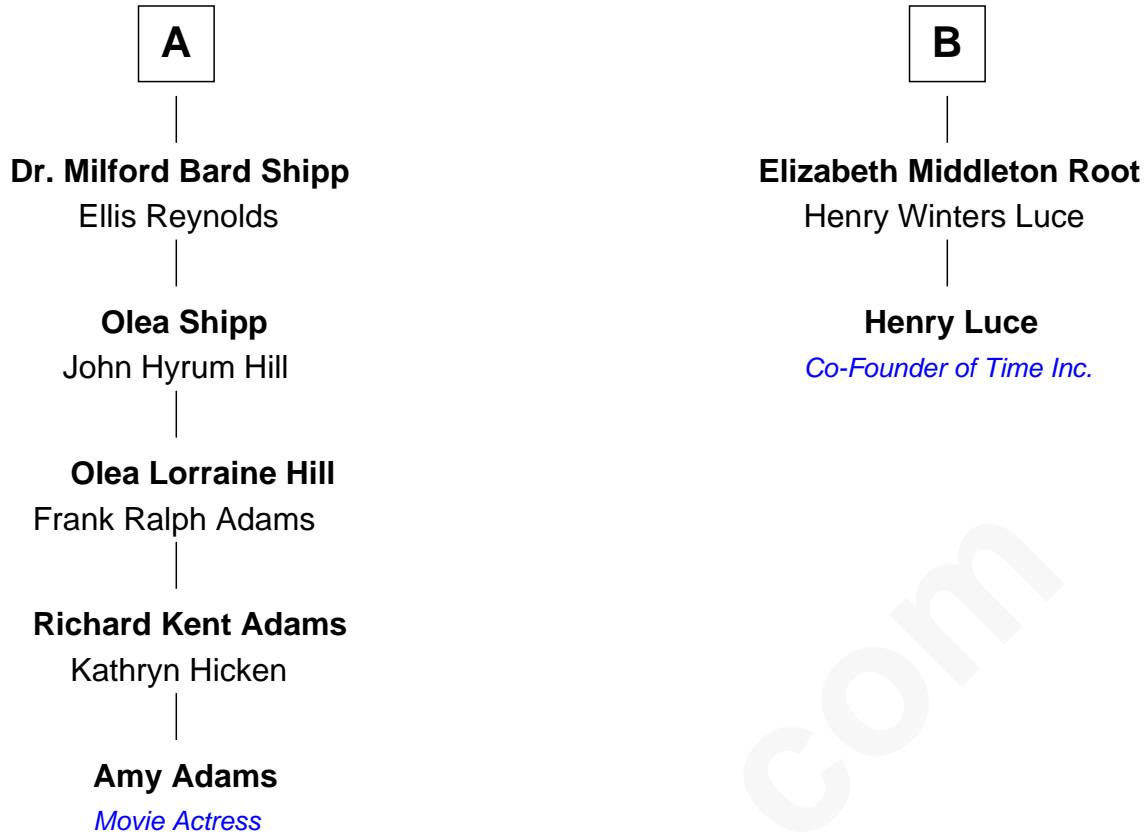 A
Dr. Milford Bard Shipp
Ellis Reynolds
Olea Shipp
John Hyrum Hill
Olea Lorraine Hill
Frank Ralph Adams
Richard Kent Adams
Kathryn Hicken
Amy Adams
Movie Actress
B
Elizabeth Middleton Root
Henry Winters Luce
Henry Luce
Co-Founder of Time Inc.
com